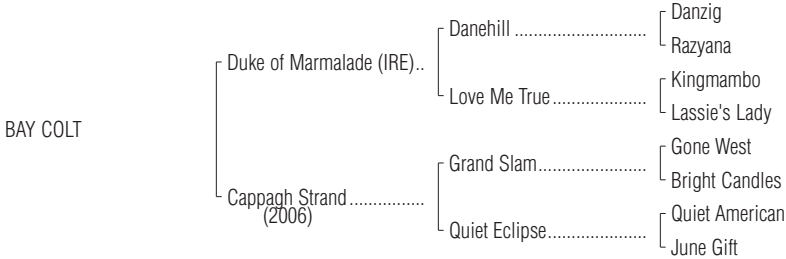 Danzig
Danehill ............................
Razyana
Duke of Marmalade (IRE)..
Kingmambo
Love Me True....................
Lassie's Lady
BAY COLT
Gone West
Grand Slam.......................
Bright Candles
Cappagh Strand................
(2006)
Quiet American
Quiet Eclipse.....................
June Gift